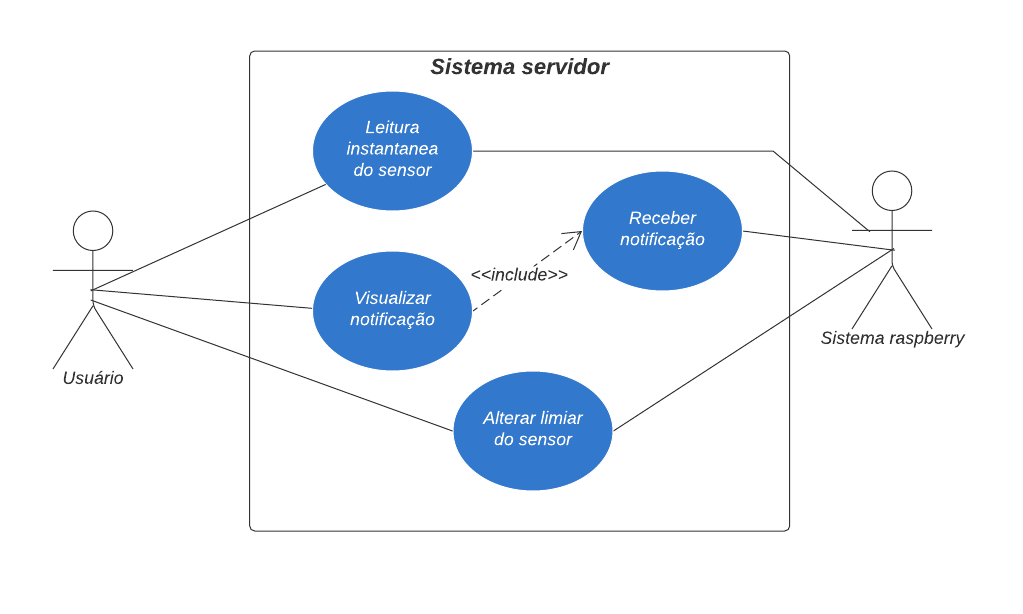 Sistema servidor
Leitura
instantanea
do sensor
Receber
notificação
<<include>>
Visualizar
notificação
Sistema raspberry
Usuário
Alterar limiar
do sensor